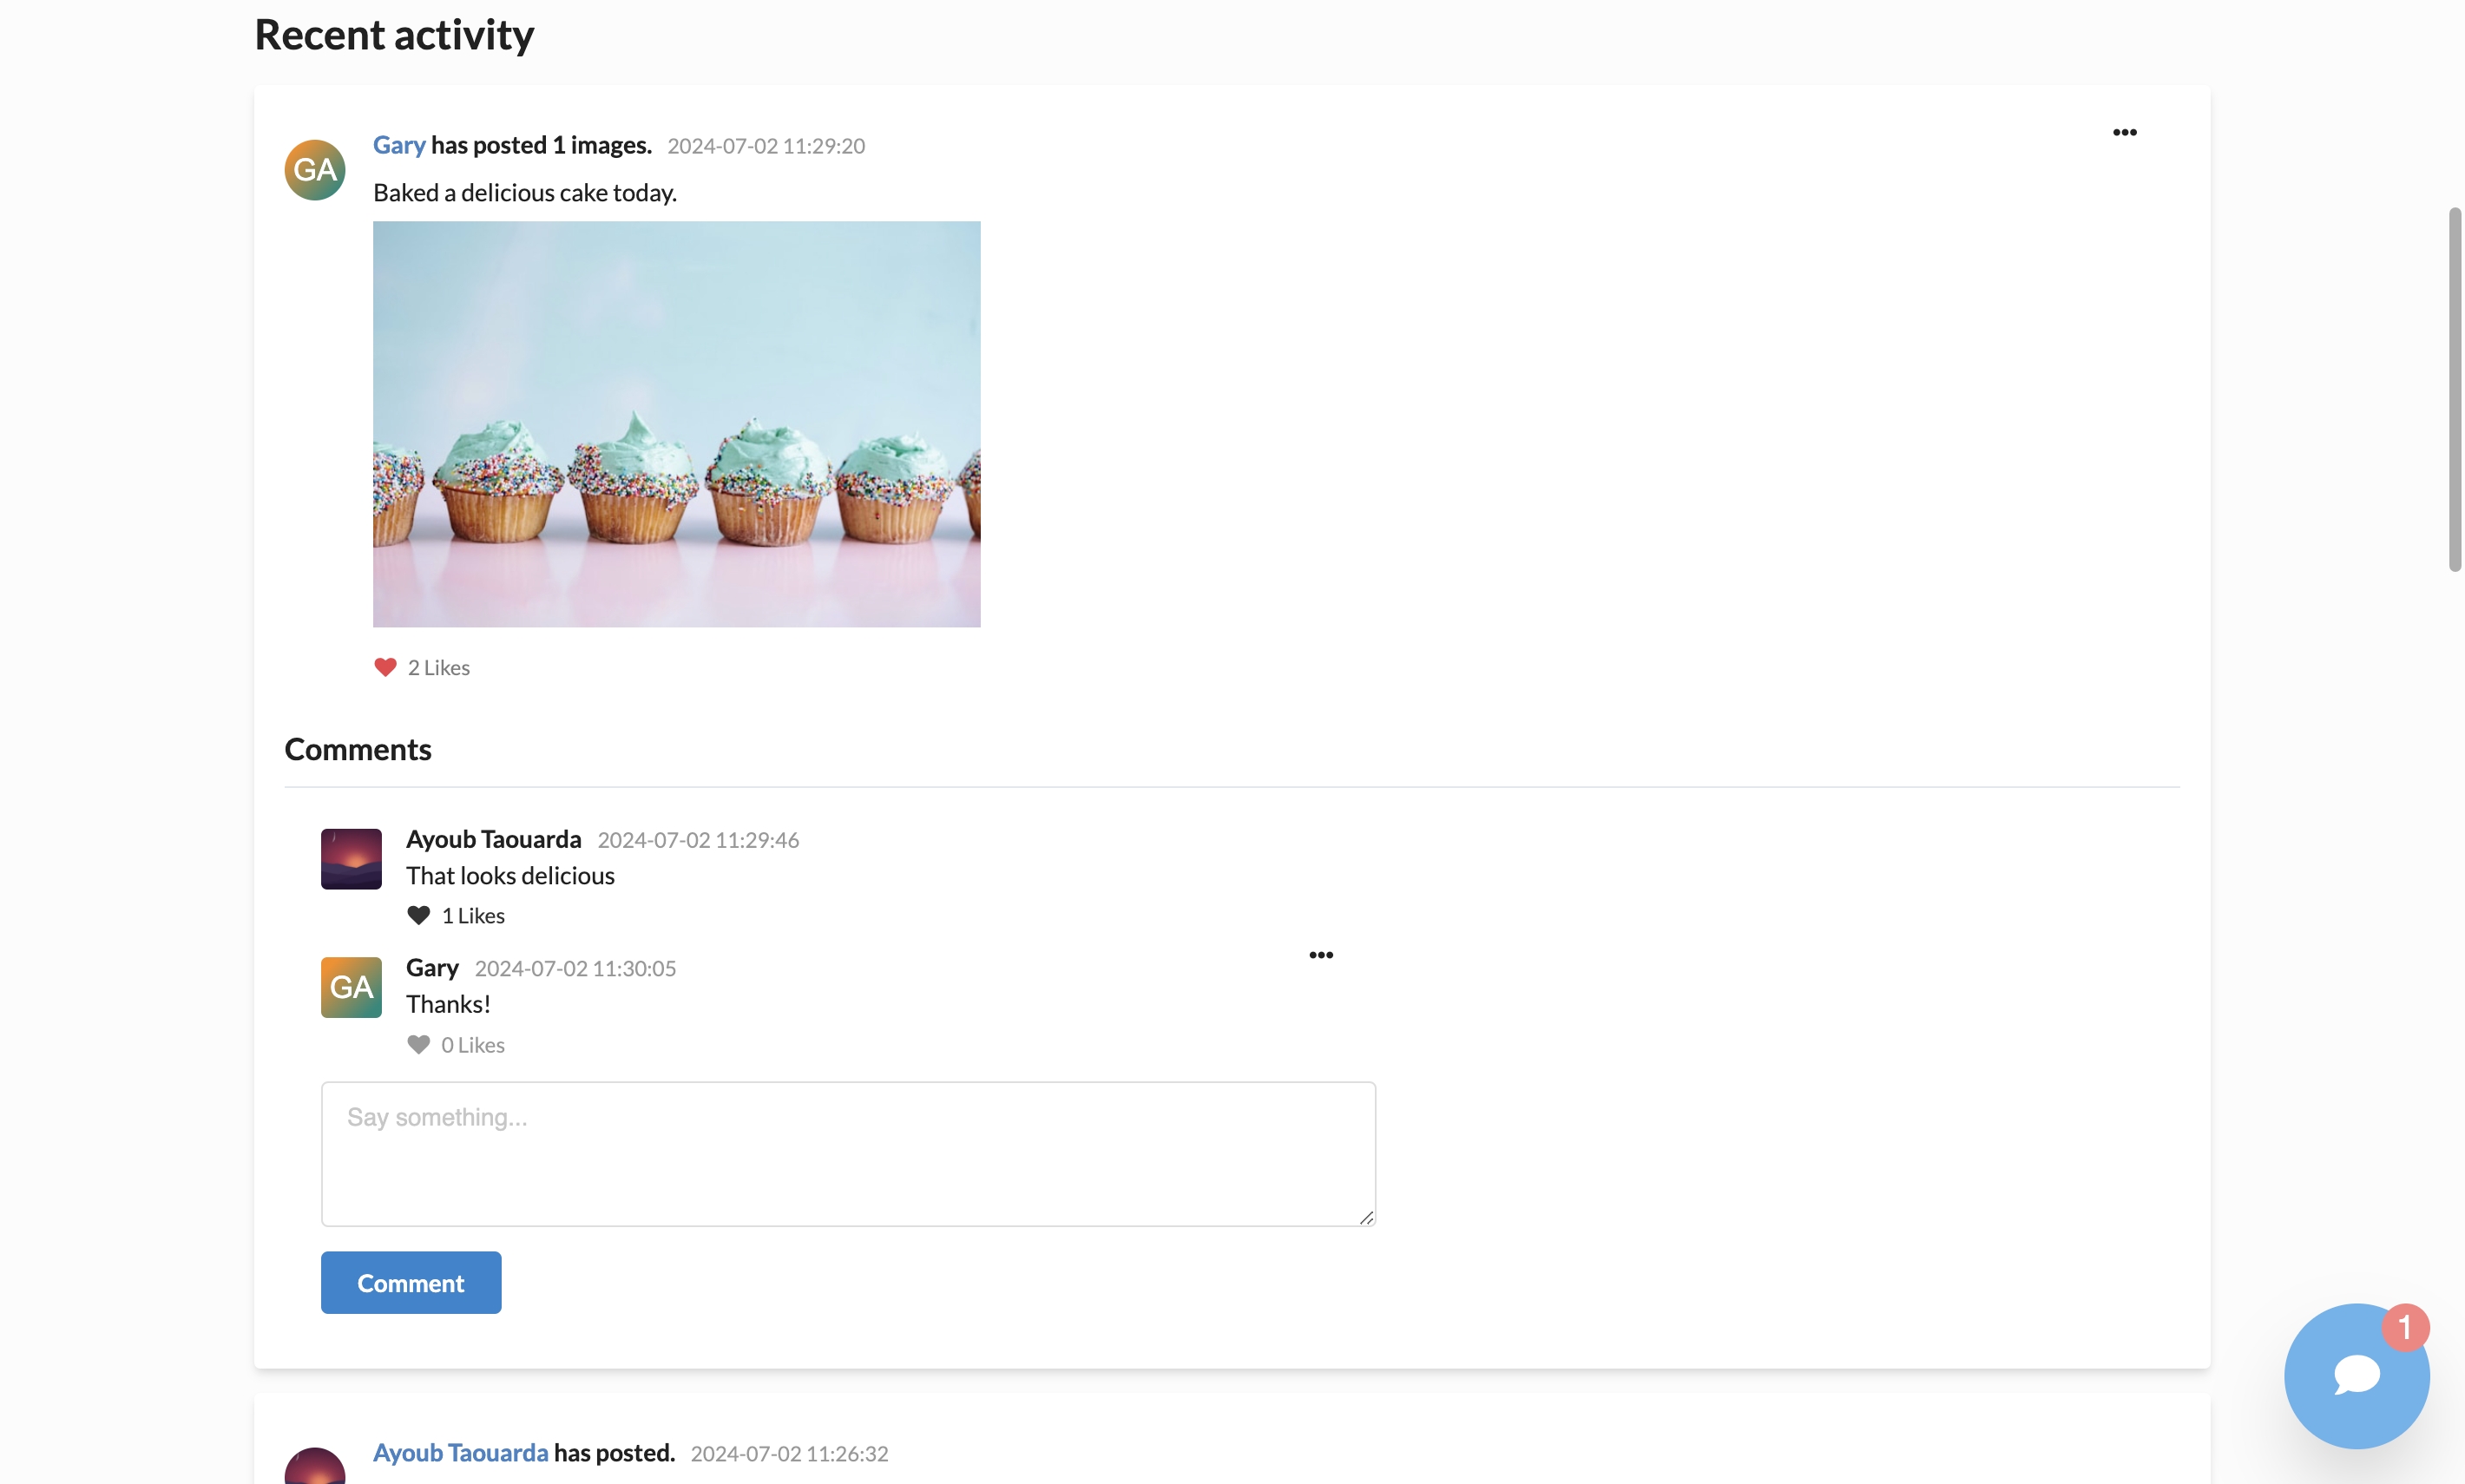 Recent activity
GA
Gary has posted 1 images. 2024-07-02 11:29:20
Baked a delicious cake today.
2 Likes
Comments
Ayoub Taouarda 2024-07-02 11:29:46
That looks delicious
1 Likes
GA
Gary 2024-07-02 11:30:05
Thanks!
0 Likes
Say something...
Comment
1
Ayoub Taouarda has posted. 2024-07-02 11:26:32